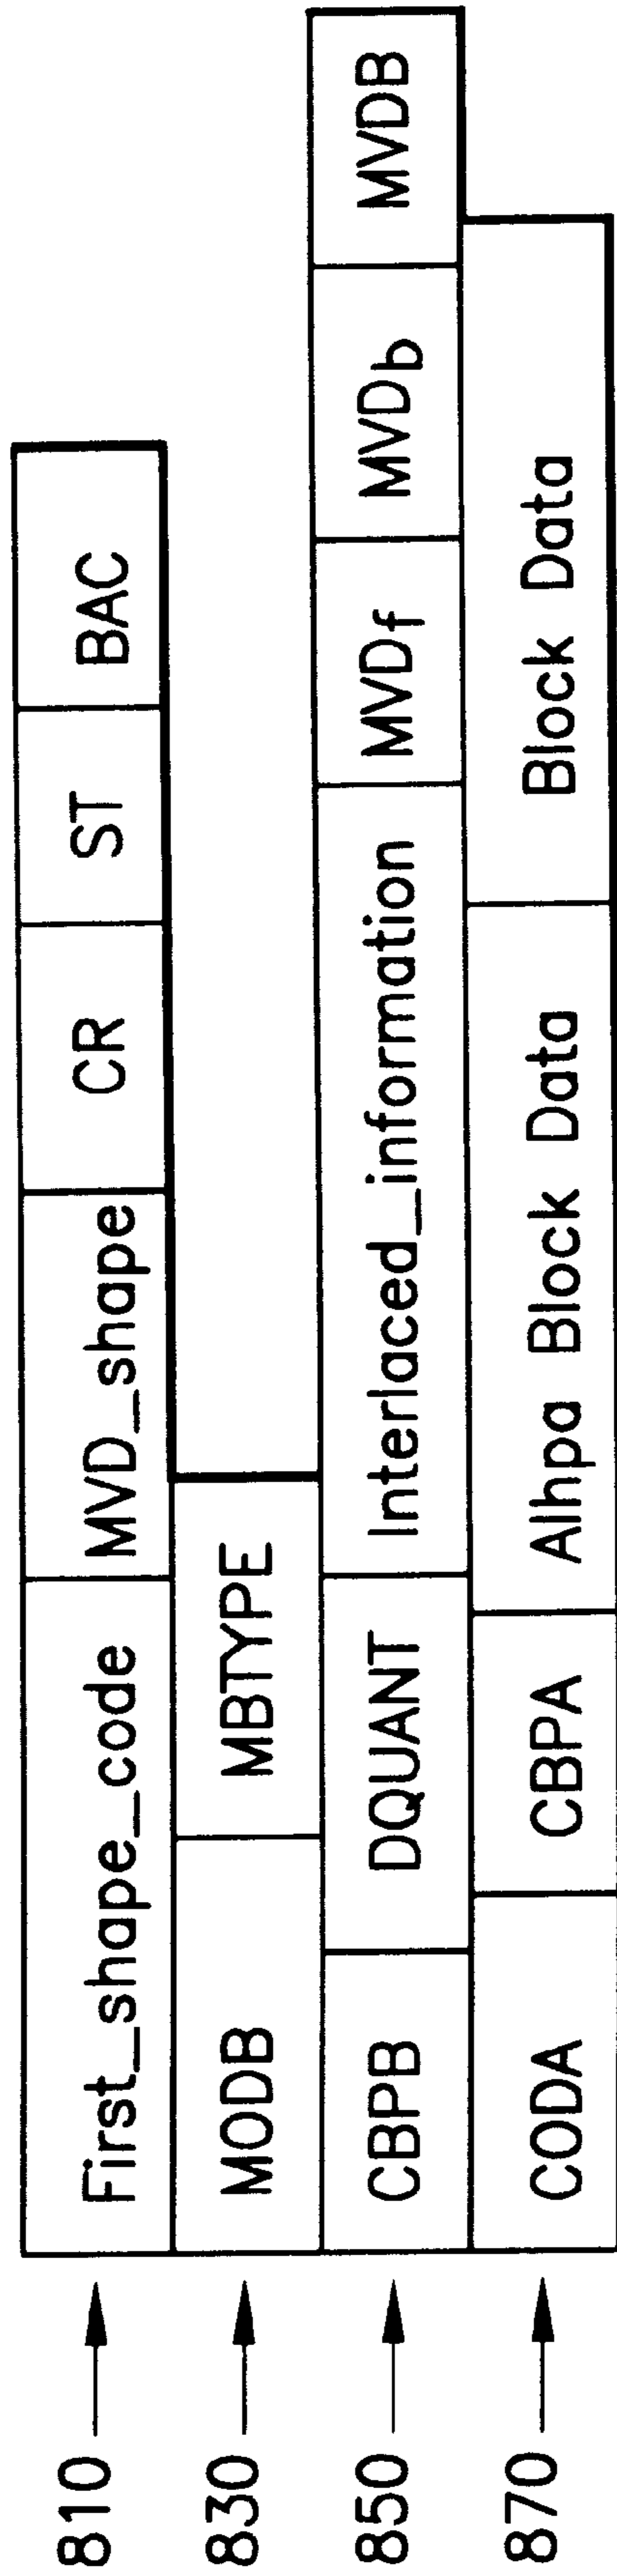 810 First_shape_code MVD_shape CR ST BAC
830 MODB MBTYPE
850 CBPB DQUANT Interlaced_information MVDf MVDb MVDB
870 CODA CBPA Alhpa Block Data Block Data